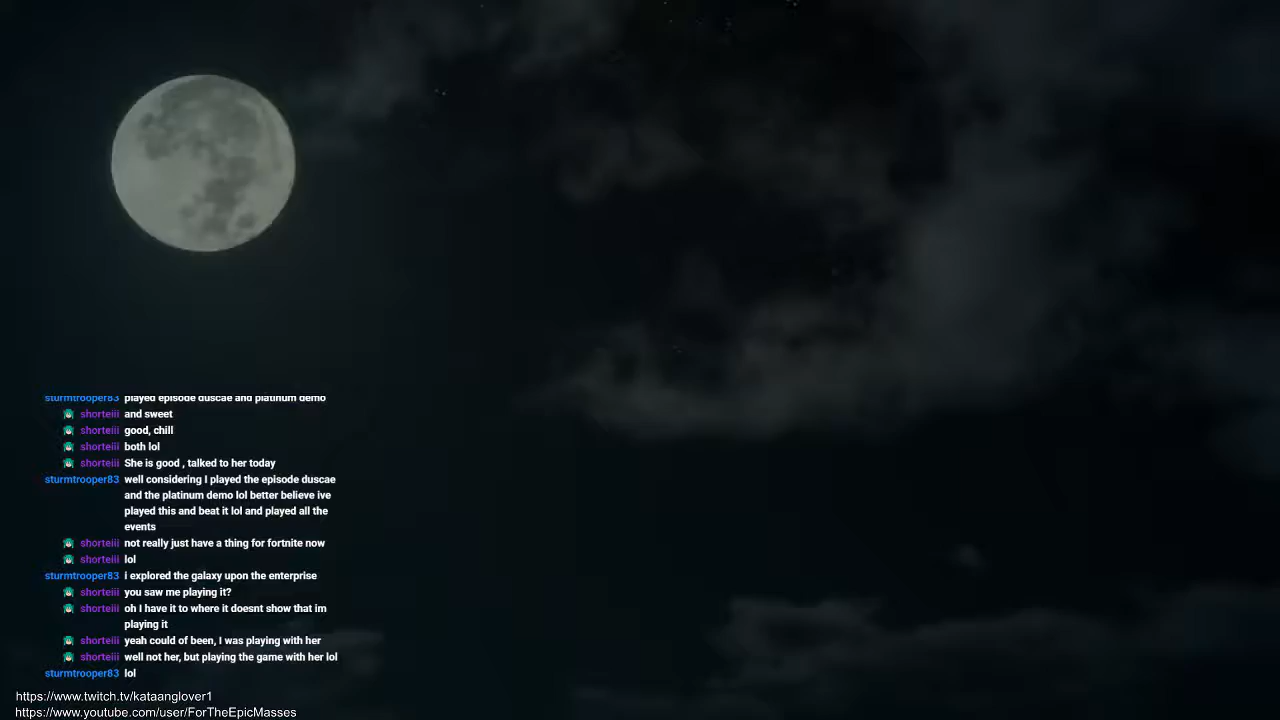 sturmtrooper83 played episode duscae and platinum demo
shorteiii and sweet
shorteiii good, chill
shorteiii both lol
shorteiii She is good , talked to her today
sturmtrooper83 well considering I played the episode duscae
and the platinum demo lol better believe ive
played this and beat it lol and played all the
events
shorteiii not really just have a thing for fortnite now
shorteiii lol
sturmtrooper83 i explored the galaxy upon the enterprise
shorteiii you saw me playing it?
shorteiii oh I have it to where it doesnt show that im
playing it
shorteiii yeah could of been, I was playing with her
shorteiii well not her, but playing the game with her lol
sturmtrooper83 lol
https://www.twitch.tv/kataanglover1
https://www.youtube.com/user/ForTheEpicMasses